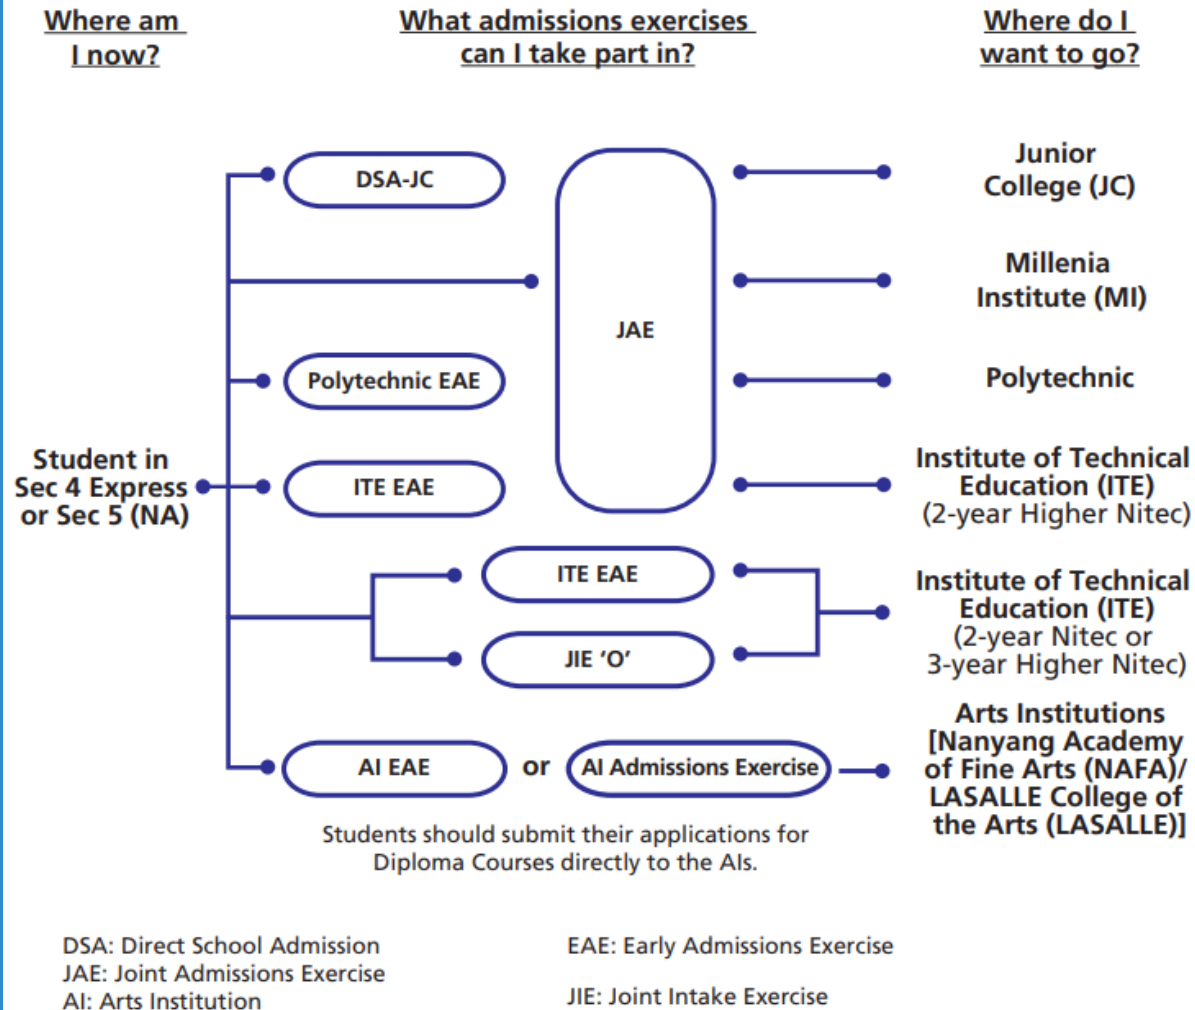 Where am
I now?
What admissions exercises
can I take part in?
Where do I
want to go?
DSA-JC
JAE
Junior
College (JC)
Millenia
Institute (MI)
Polytechnic EAE
Polytechnic
Student in
Sec 4 Express
or Sec 5 (NA)
ITE EAE
Institute of Technical
Education (ITE)
(2-year Higher Nitec)
ITE EAE
JIE ‘O’
Institute of Technical
Education (ITE)
(2-year Nitec or
3-year Higher Nitec)
AI EAE
or
AI Admissions Exercise
Arts Institutions
[Nanyang Academy
of Fine Arts (NAFA)/
LASALLE College of
the Arts (LASALLE)]
Students should submit their applications for
Diploma Courses directly to the AIs.
DSA: Direct School Admission
JAE: Joint Admissions Exercise
AI: Arts Institution
EAE: Early Admissions Exercise
JIE: Joint Intake Exercise